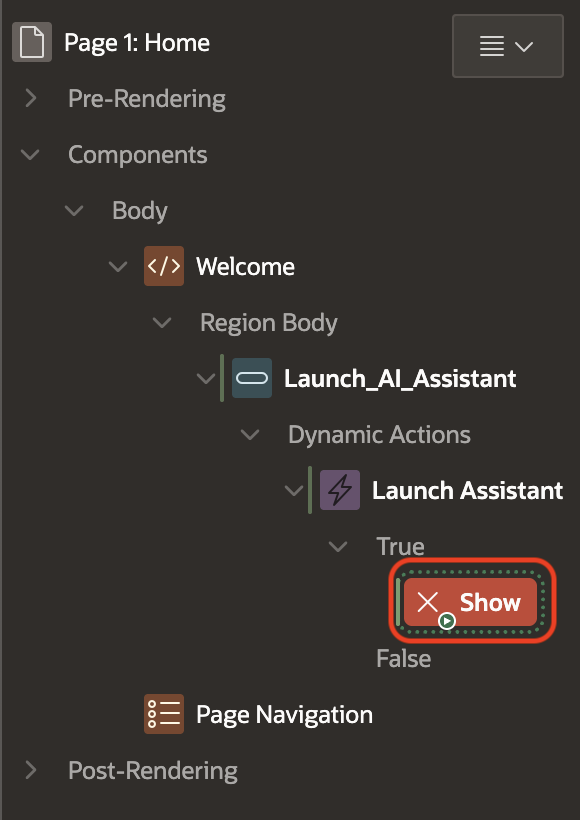 Page 1: Home
Pre-Rendering
Components
Body
</> Welcome
Region Body
Launch_AI_Assistant
Dynamic Actions
Launch Assistant
True
Show
False
Page Navigation
Post-Rendering